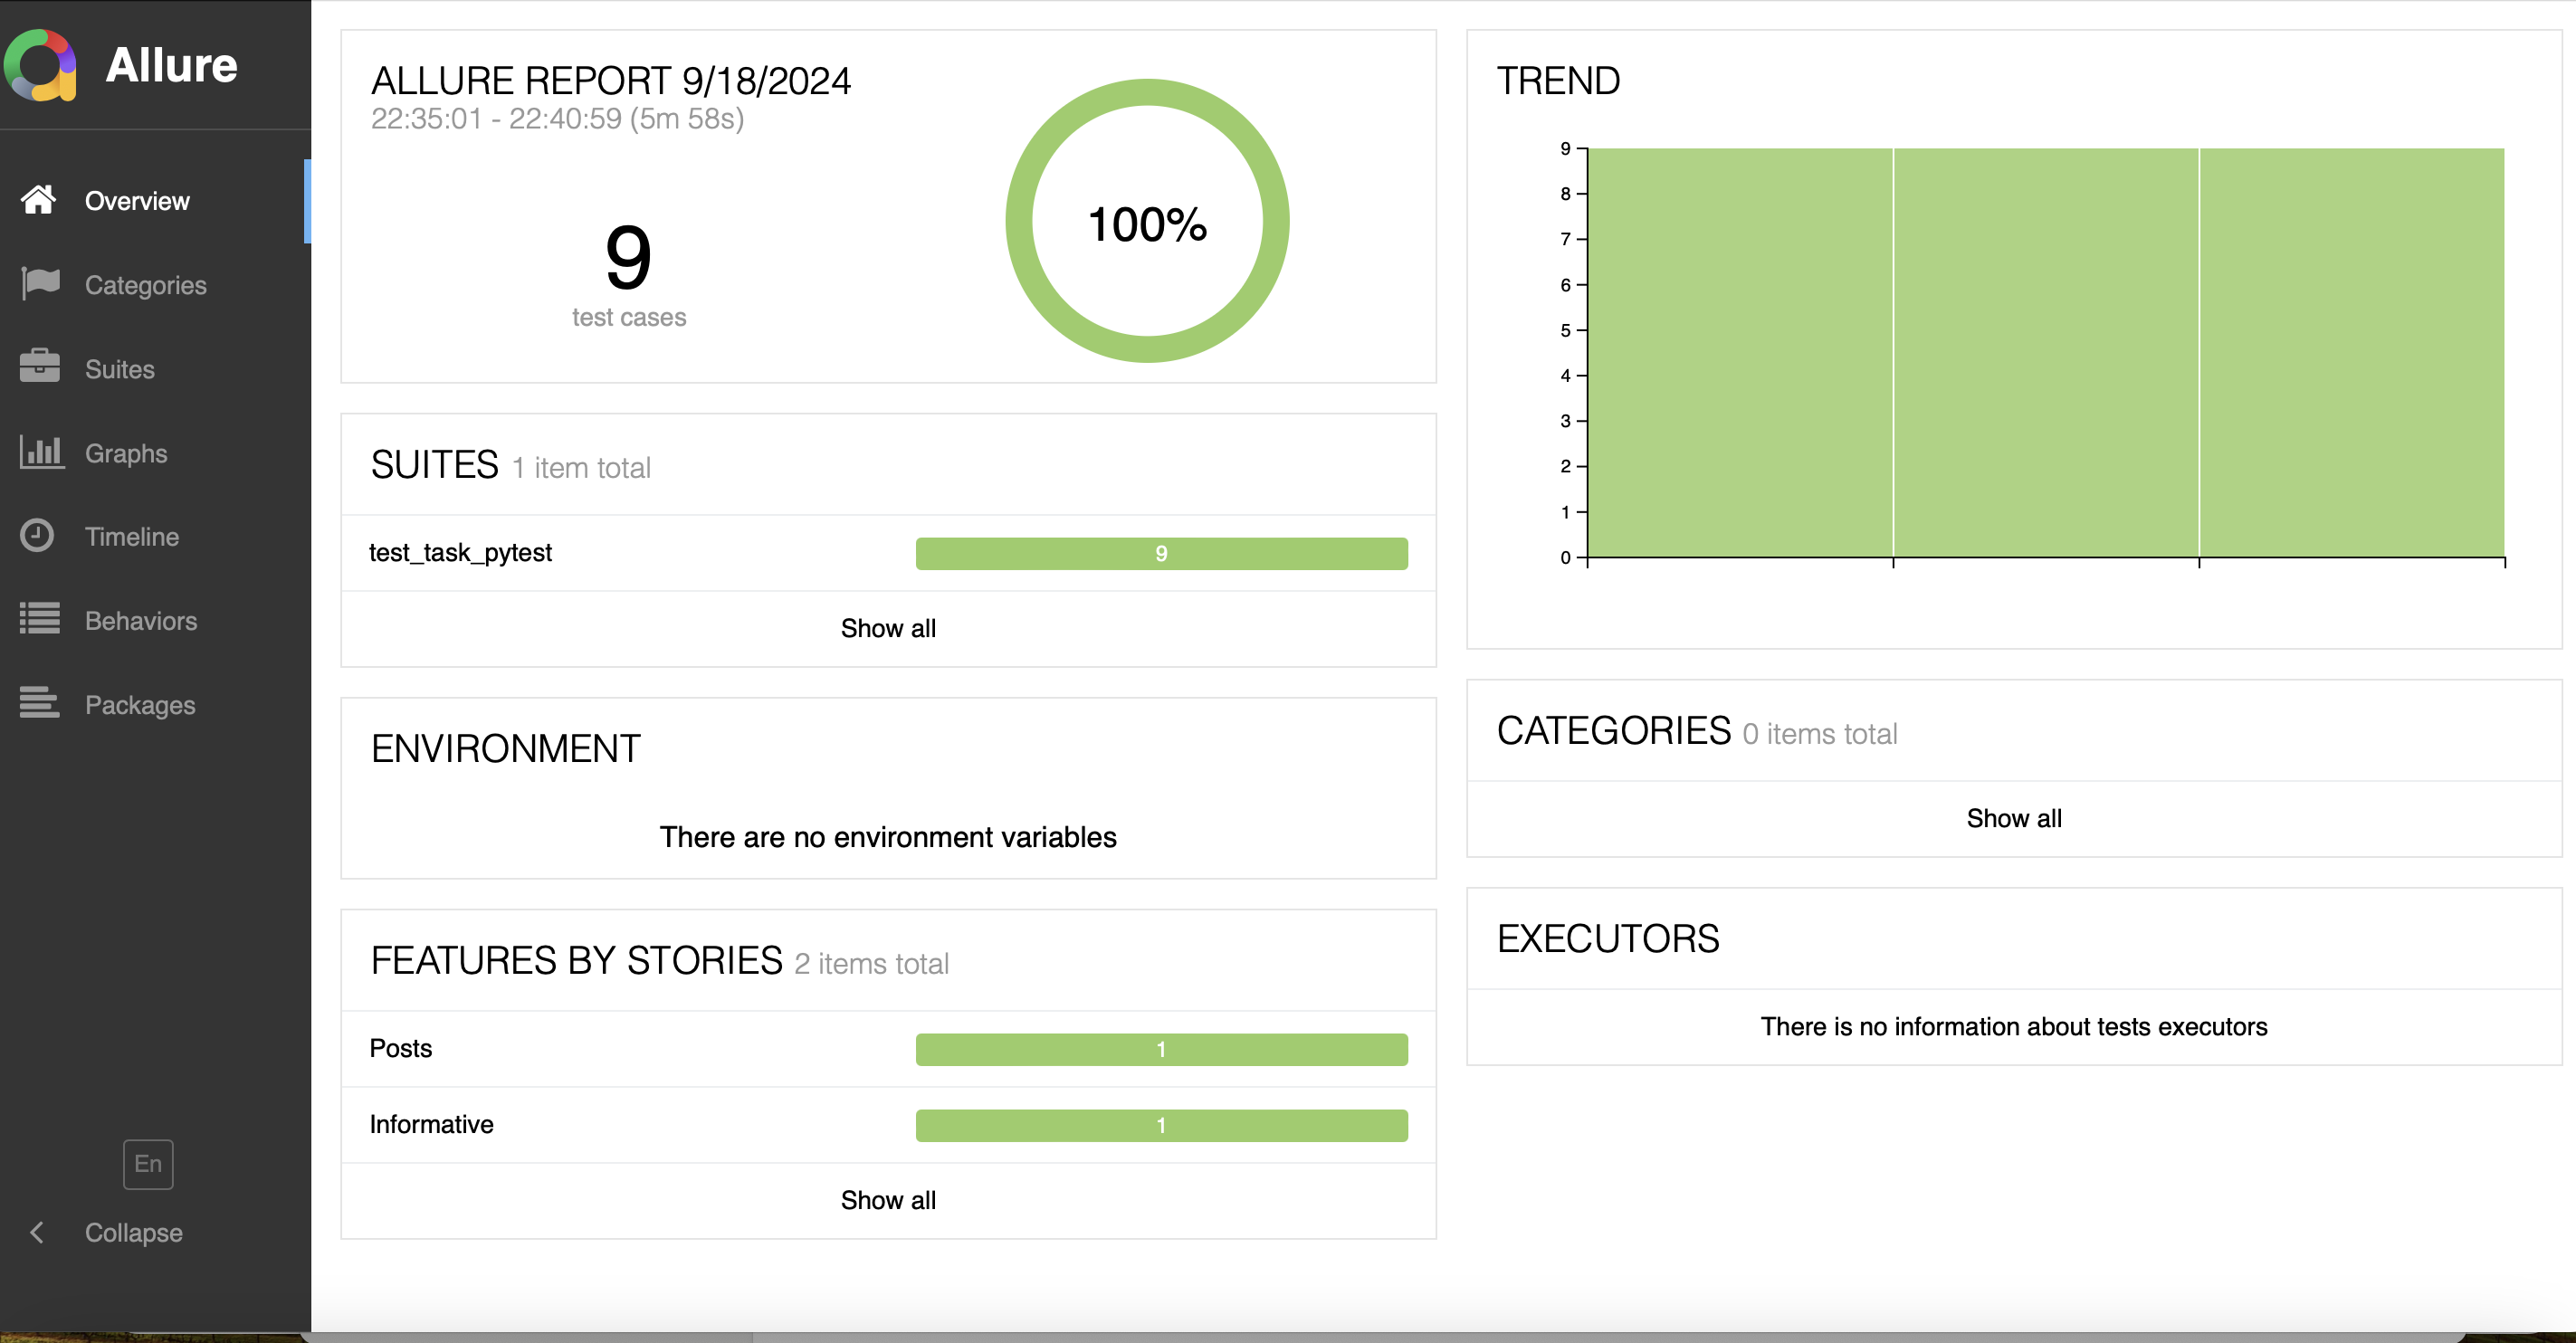 Allure
Overview
Categories
Suites
Graphs
Timeline
Behaviors
Packages
En
Collapse
ALLURE REPORT 9/18/2024
22:35:01 - 22:40:59 (5m 58s)
9
test cases
100%
SUITES 1 item total
test_task_pytest 9
Show all
ENVIRONMENT
There are no environment variables
FEATURES BY STORIES 2 items total
Posts 1
Informative 1
Show all
TREND
9
8
7
6
5
4
3
2
1
0
CATEGORIES 0 items total
Show all
EXECUTORS
There is no information about tests executors